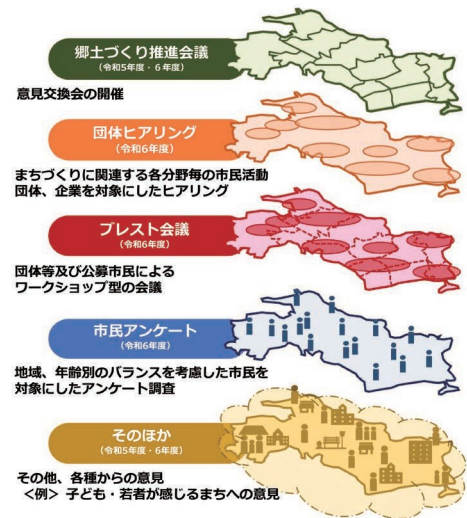 郷土づくり推進会議
(令和5年度・6年度)
意見交換会の開催
団体ヒアリング
(令和6年度)
まちづくりに関連する各分野毎の市民活動
団体、企業を対象にしたヒアリング
ブレスト会議
(令和6年度)
団体等及び公募市民による
ワークショップ型の会議
市民アンケート
(令和6年度)
地域、年齢別のバランスを考慮した市民を
対象にしたアンケート調査
そのほか
(令和5年度・6年度)
その他、各種からの意見
＜例＞ 子ども・若者が感じるまちへの意見